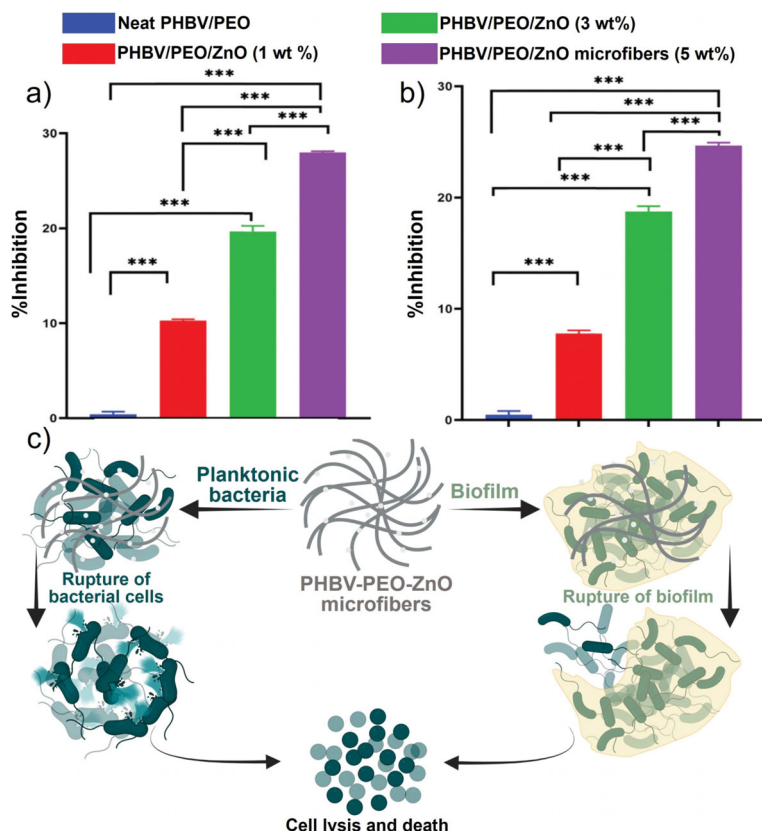 Neat PHBV/PEO
PHBV/PEO/ZnO (3 wt%)
PHBV/PEO/ZnO (1 wt %)
PHBV/PEO/ZnO microfibers (5 wt%)
a)
***
***
***
***
***
***
%Inhibition
30
20
10
0
b)
***
***
***
***
***
***
%Inhibition
30
20
10
0
c)
Planktonic
bacteria
Biofilm
PHBV-PEO-ZnO
microfibers
Rupture of
bacterial cells
Rupture of biofilm
Cell lysis and death